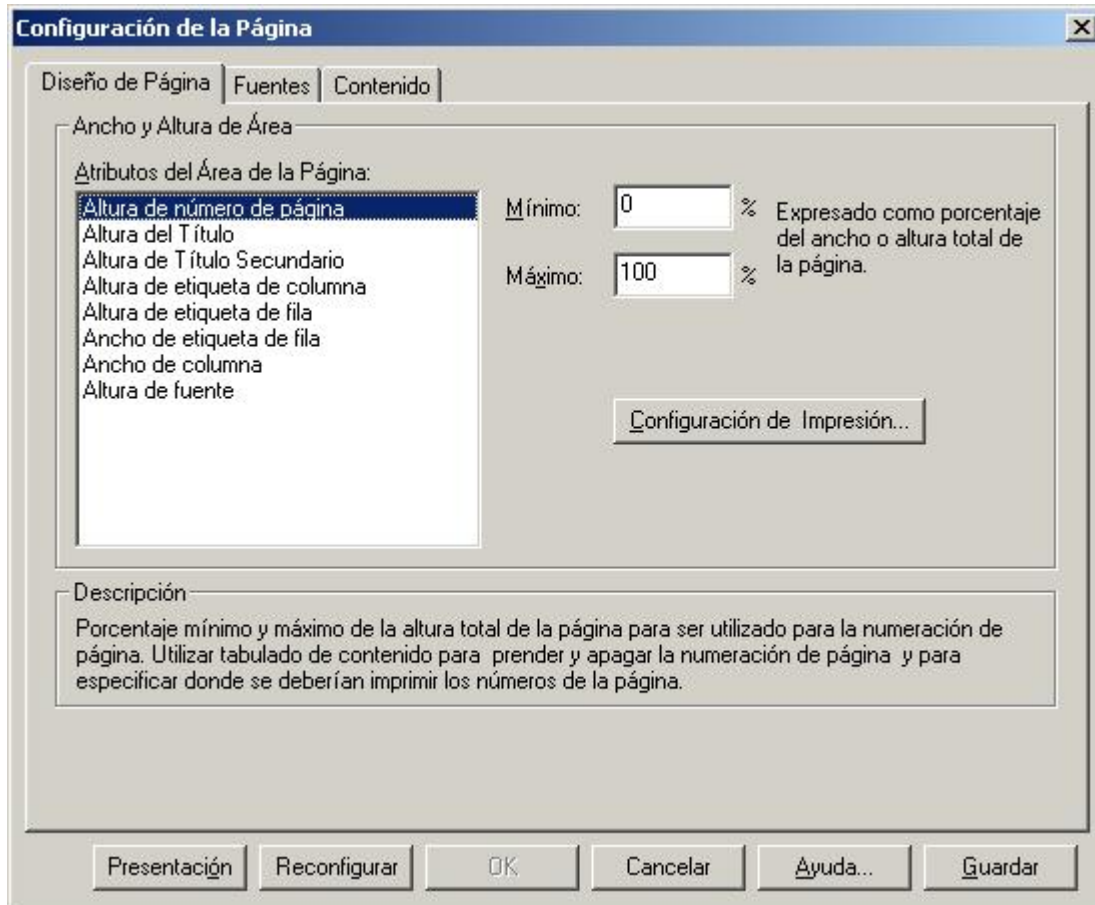 Configuración de la Página
Diseño de Página Fuentes Contenido
Ancho y Altura de Área
Atributos del Área de la Página:
Altura de número de página
Altura del Título
Altura de Título Secundario
Altura de etiqueta de columna
Altura de etiqueta de fila
Ancho de etiqueta de fila
Ancho de columna
Altura de fuente
Mínimo: 0 %
Máximo: 100 %
Expresado como porcentaje
del ancho o altura total de
la página.
Configuración de Impresión...
Descripción
Porcentaje mínimo y máximo de la altura total de la página para ser utilizado para la numeración de
página. Utilizar tabulado de contenido para prender y apagar la numeración de página y para
especificar donde se deberían imprimir los números de la página.
Presentación Reconfigurar OK Cancelar Ayuda... Guardar